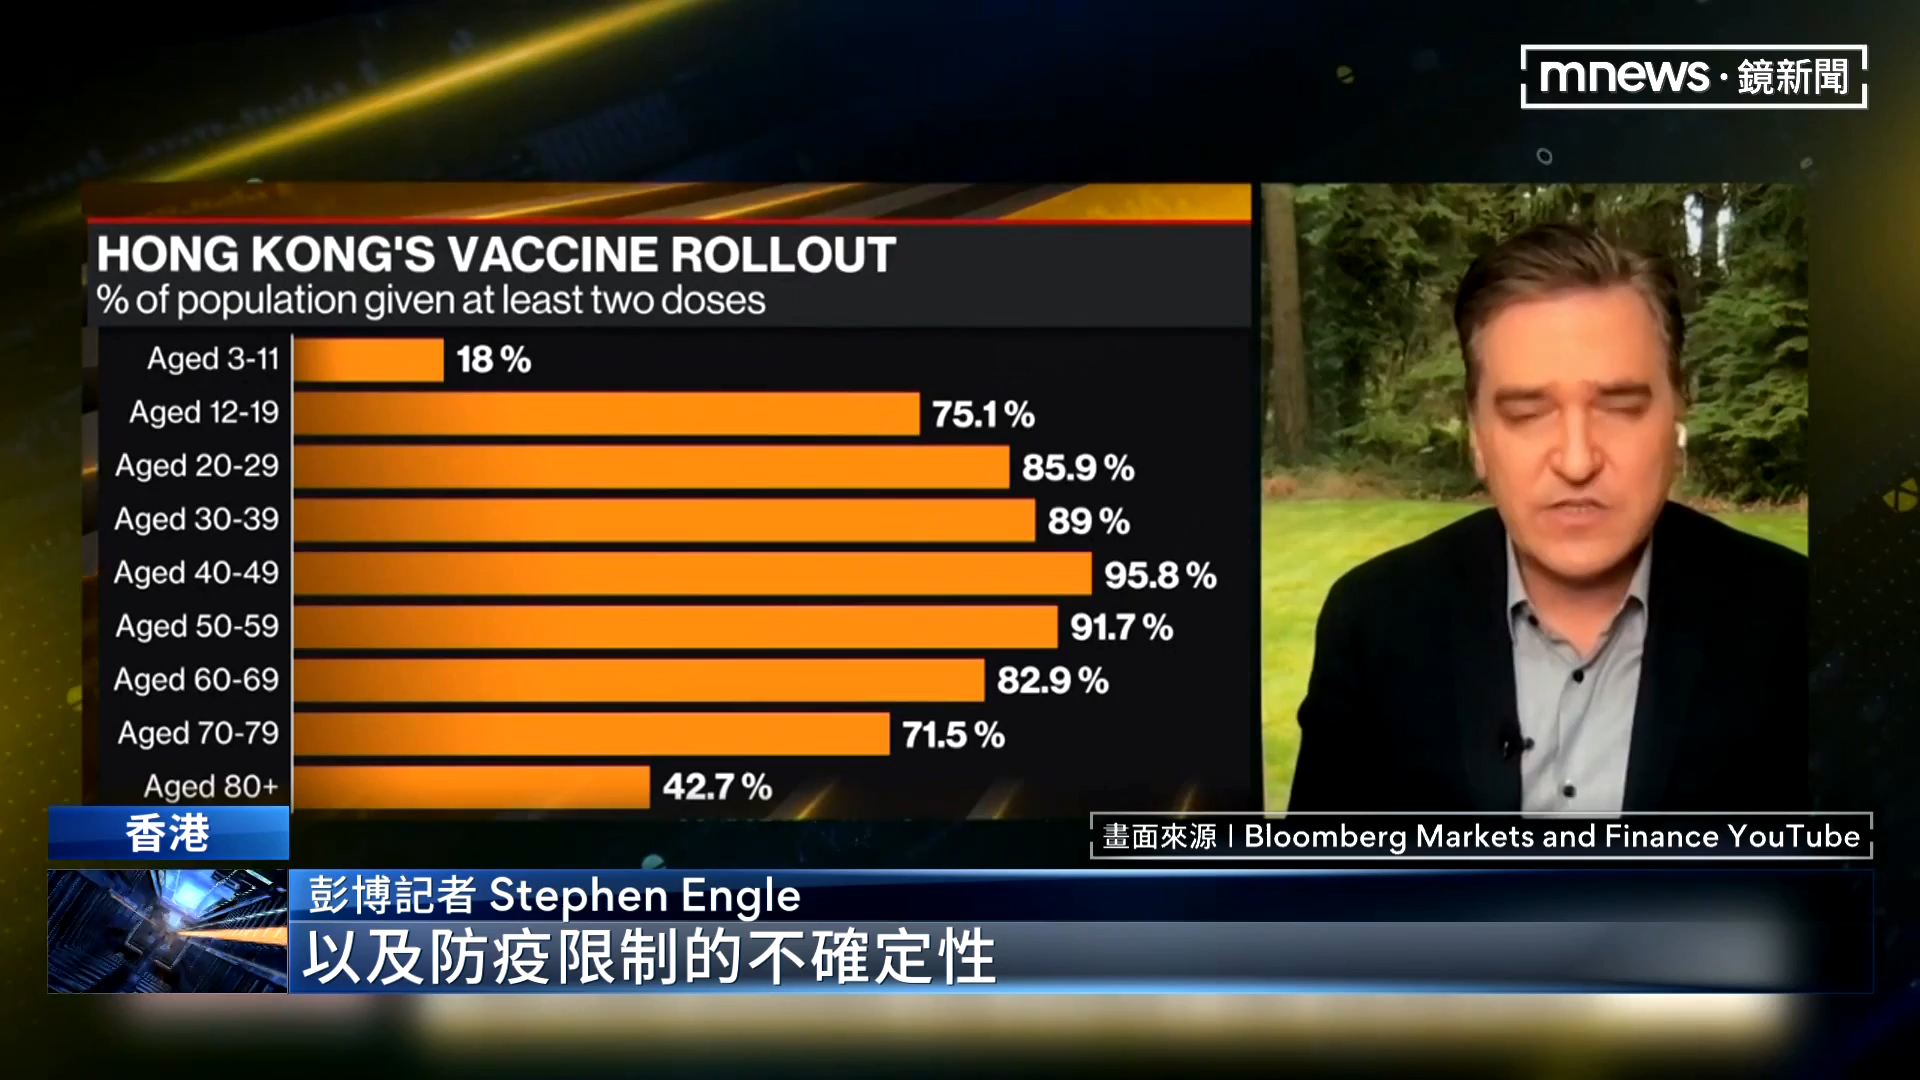 mnews · 鏡新聞
HONG KONG'S VACCINE ROLLOUT
% of population given at least two doses
Aged 3-11 18 %
Aged 12-19 75.1 %
Aged 20-29 85.9 %
Aged 30-39 89 %
Aged 40-49 95.8 %
Aged 50-59 91.7 %
Aged 60-69 82.9 %
Aged 70-79 71.5 %
Aged 80+ 42.7 %
香港
畫面來源 | Bloomberg Markets and Finance YouTube
彭博記者 Stephen Engle
以及防疫限制的不確定性